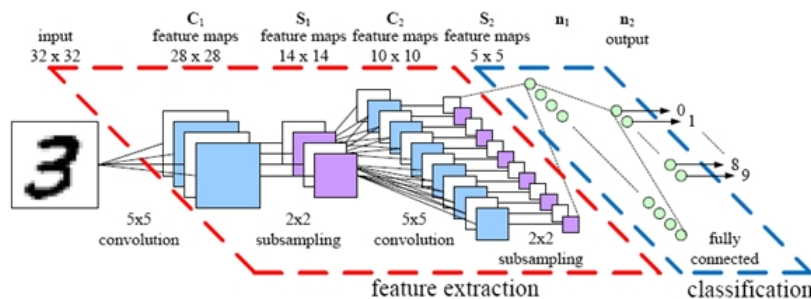 C1 S1 C2 S2 n1 n2
input feature maps feature maps feature maps feature maps output
32 x 32 28 x 28 14 x 14 10 x 10 5 x 5
3
0
1
8
9
5x5 2x2 5x5 2x2 fully
convolution subsampling convolution subsampling connected
feature extraction classification